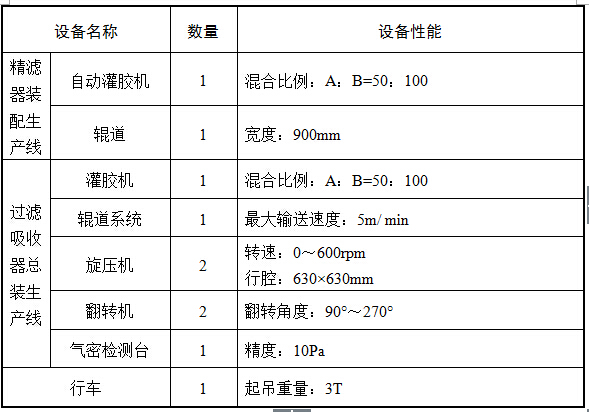 设备名称 数量 设备性能
精滤
器装
配生
产线
自动灌胶机 1 混合比例：A：B=50：100
辊道 1 宽度：900mm
过滤
吸收
器总
装生
产线
灌胶机 1 混合比例：A：B=50：100
辊道系统 1 最大输送速度：5m/ min
旋压机 2 转速：0～600rpm
行腔：630×630mm
翻转机 2 翻转角度：90°～270°
气密检测台 1 精度：10Pa
行车 1 起吊重量：3T